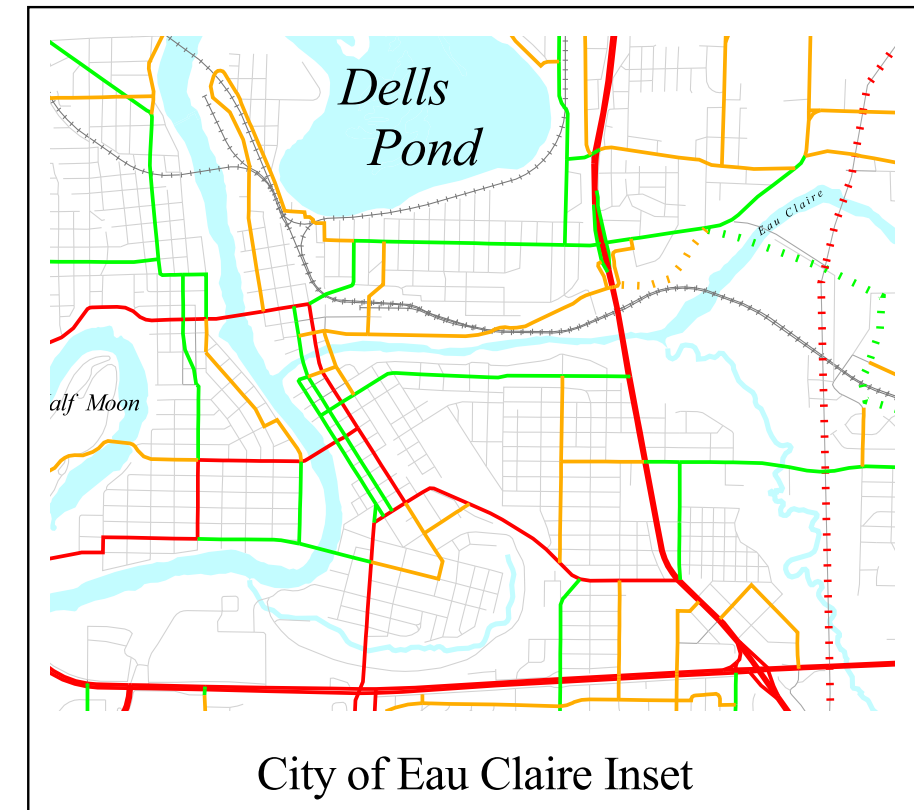 Dells
Pond
Eau Claire
alf Moon
City of Eau Claire Inset